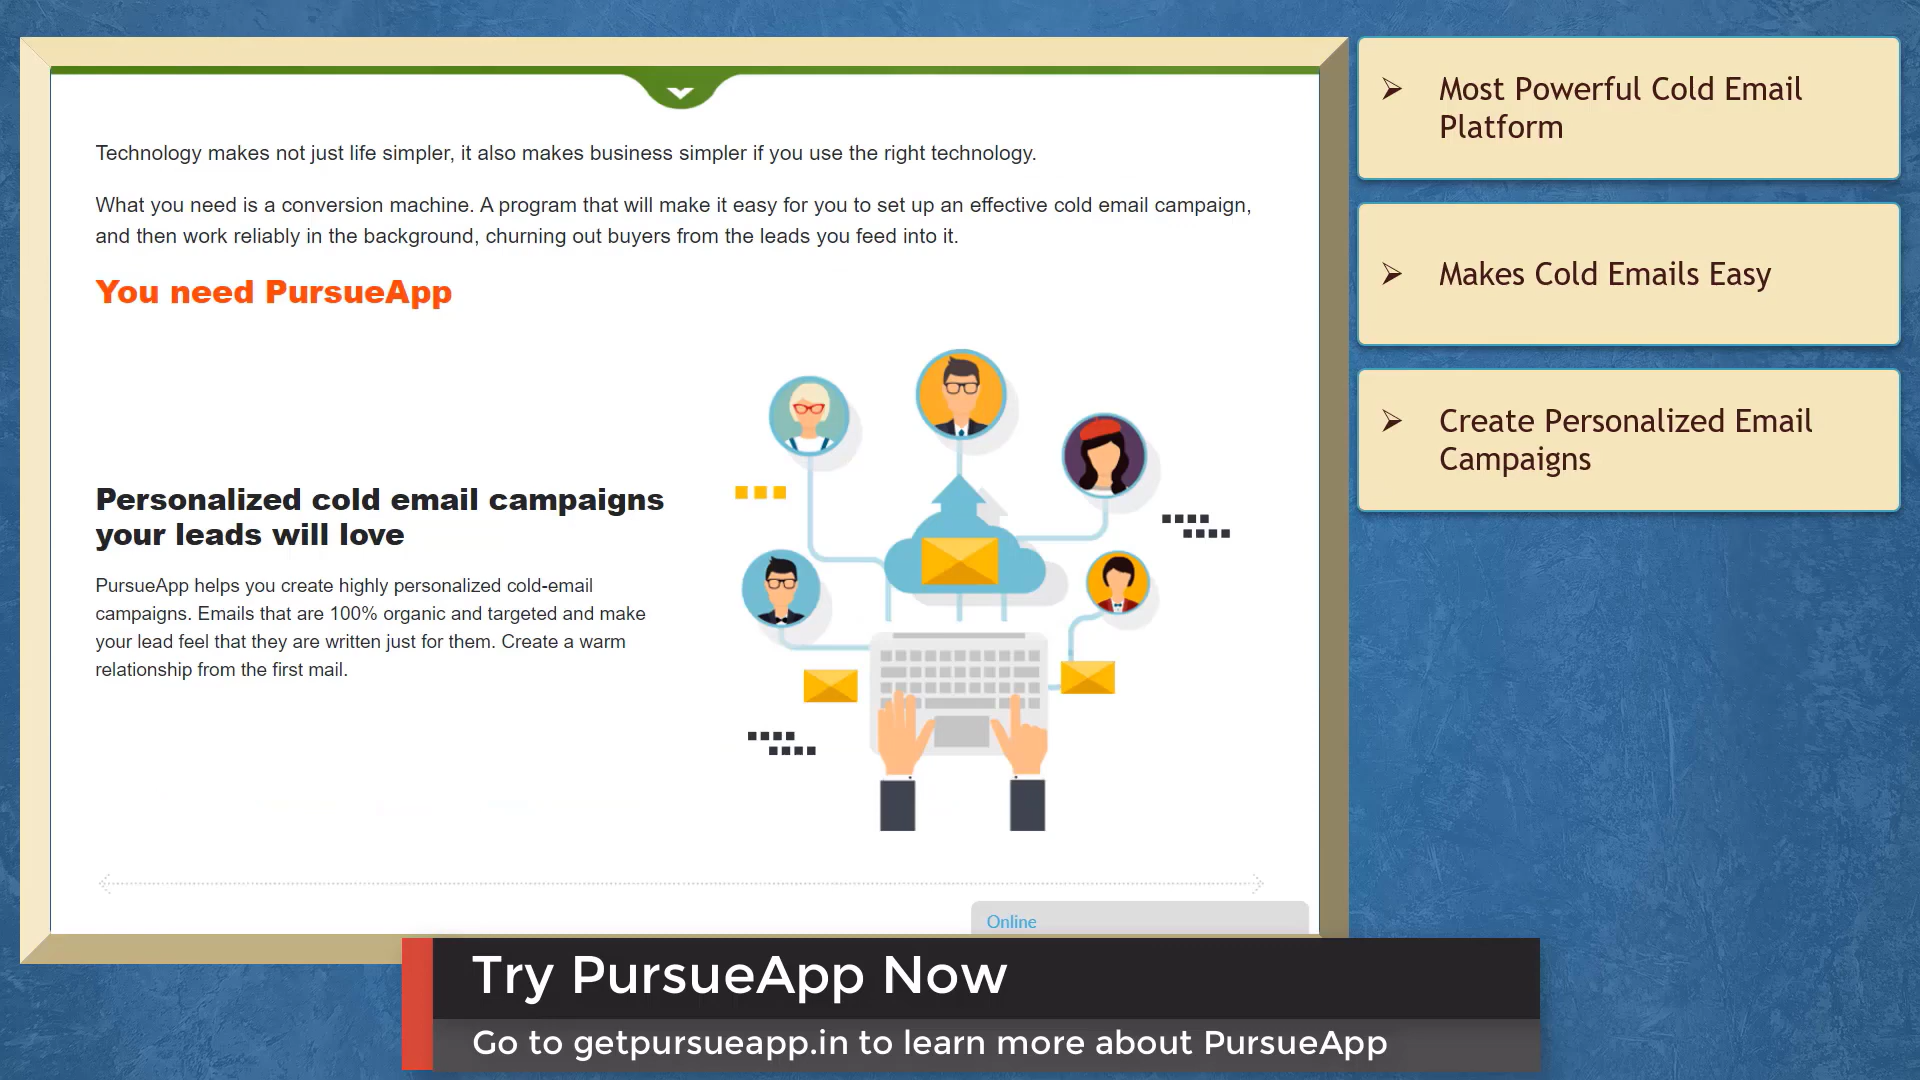 Technology makes not just life simpler, it also makes business simpler if you use the right technology.
What you need is a conversion machine. A program that will make it easy for you to set up an effective cold email campaign,
and then work reliably in the background, churning out buyers from the leads you feed into it.
You need PursueApp
Personalized cold email campaigns
your leads will love
PursueApp helps you create highly personalized cold-email
campaigns. Emails that are 100% organic and targeted and make
your lead feel that they are written just for them. Create a warm
relationship from the first mail.
Online
Most Powerful Cold Email
Platform
Makes Cold Emails Easy
Create Personalized Email
Campaigns
Try PursueApp Now
Go to getpursueapp.in to learn more about PursueApp